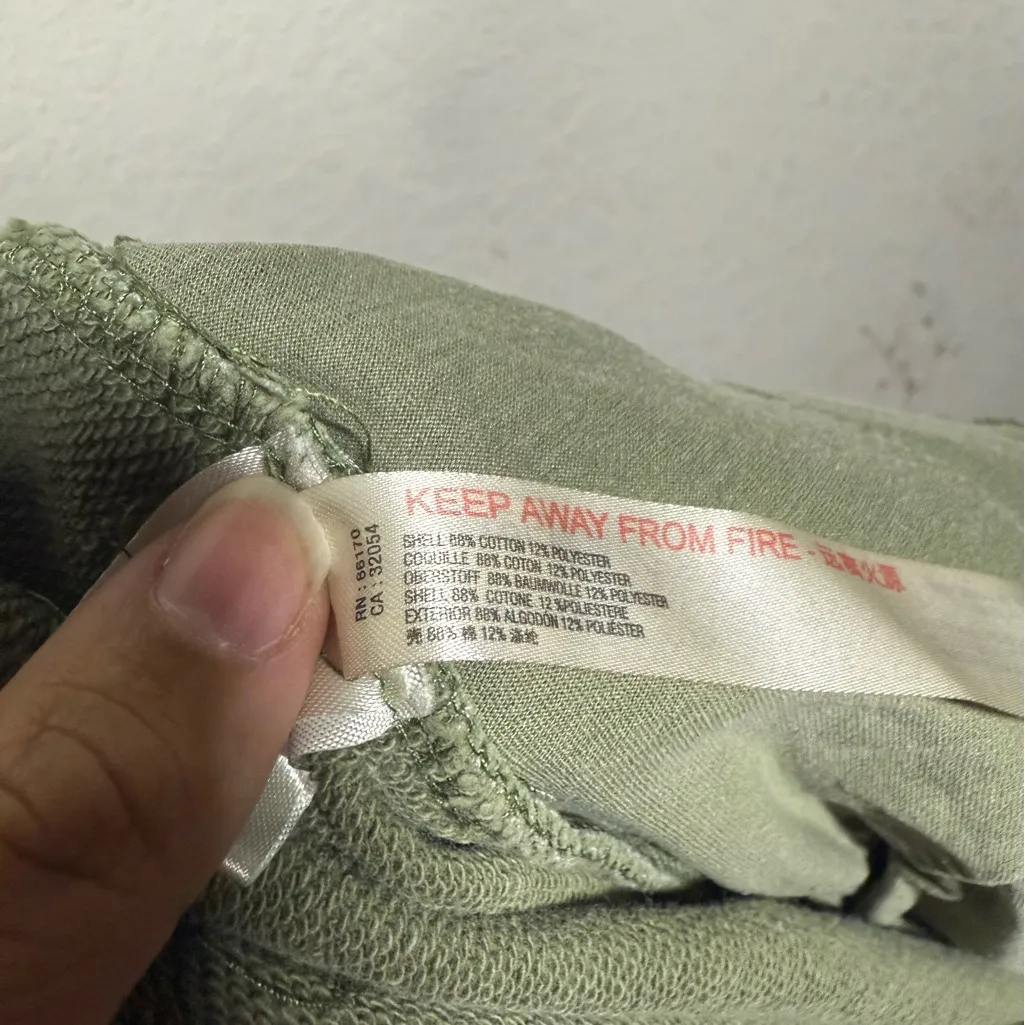 RN : 66170
CA : 32054
KEEP AWAY FROM FIRE - 远离火源
SHELL 88% COTTON 12% POLYESTER
COQUILLE 88% COTON 12% POLYESTER
OBERSTOFF 88% BAUMWOLLE 12% POLYESTER
SHELL 88% COTONE 12 %POLIESTERE
EXTERIOR 88% ALGODÓN 12% POLIÉSTER
壳 88% 棉 12% 涤纶